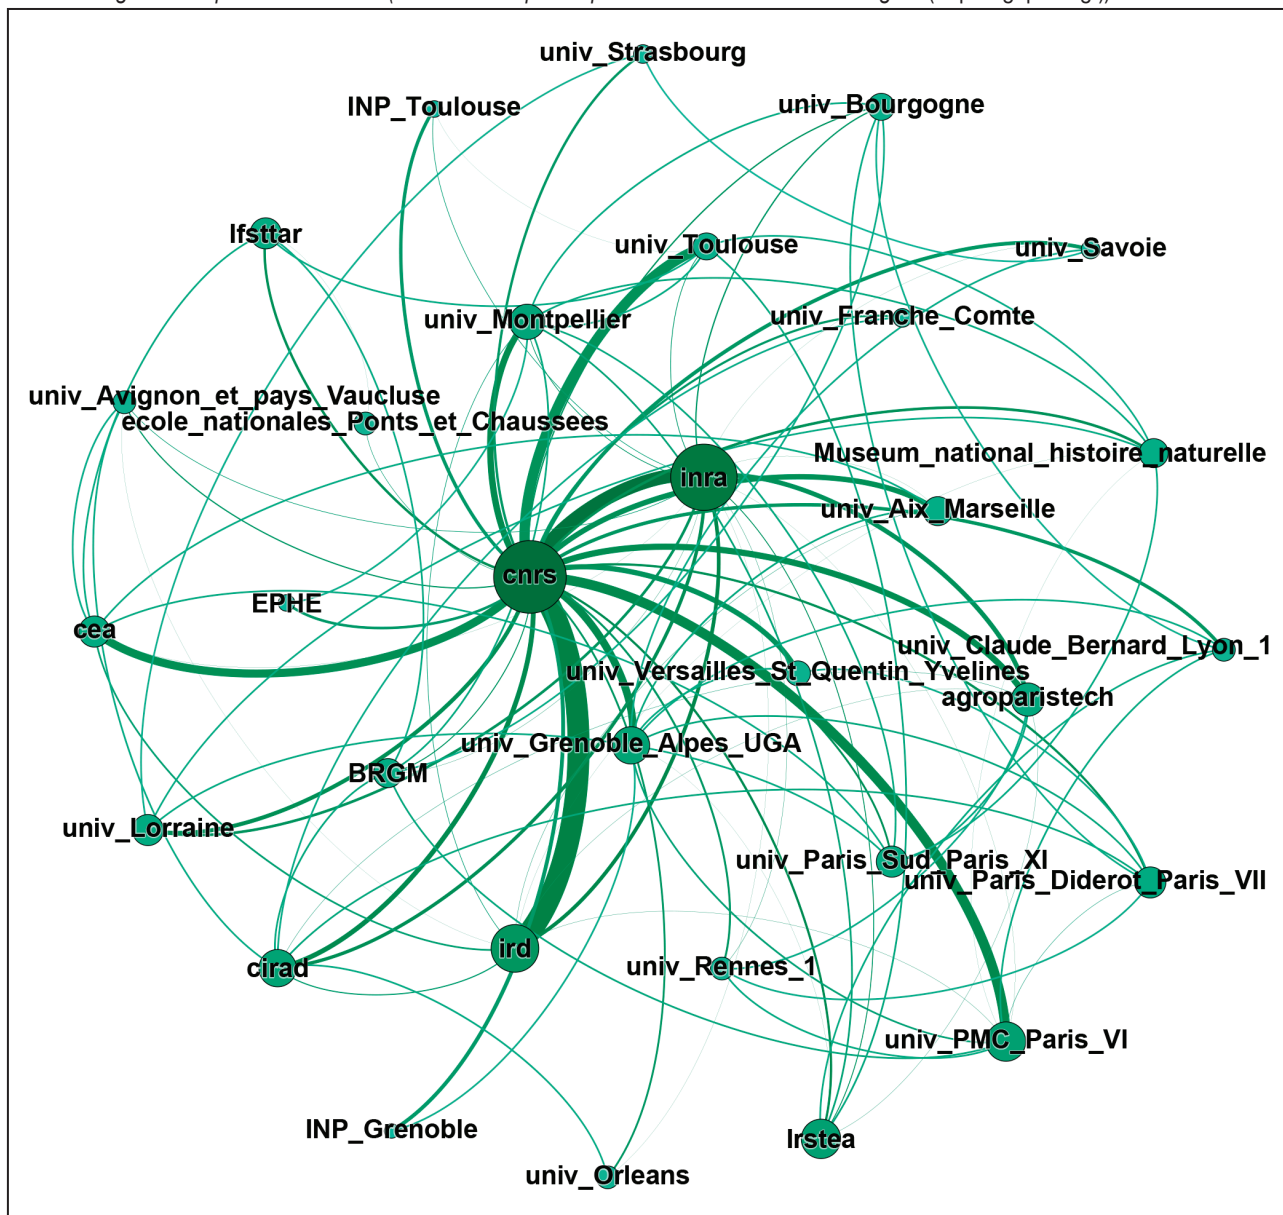 univ_Strasbourg
INP_Toulouse
univ_Bourgogne
Ifsttar
univ_Toulouse
univ_Savoie
univ_Montpellier
univ_Franche_Comte
univ_Avignon_et_pays_Vaucluse
ecole_nationales_Ponts_et_Chaussees
Museum_national_histoire_naturelle
inra
univ_Aix_Marseille
cnrs
EPHE
cea
univ_Claude_Bernard_Lyon_1
univ_Versailles_St_Quentin_Yvelines
agroparistech
univ_Grenoble_Alpes_UGA
BRGM
univ_Lorraine
univ_Paris_Sud_Paris_XI
univ_Paris_Diderot_Paris_VII
ird
cirad
univ_Rennes_1
univ_PMC_Paris_VI
INP_Grenoble
Irstea
univ_Orleans